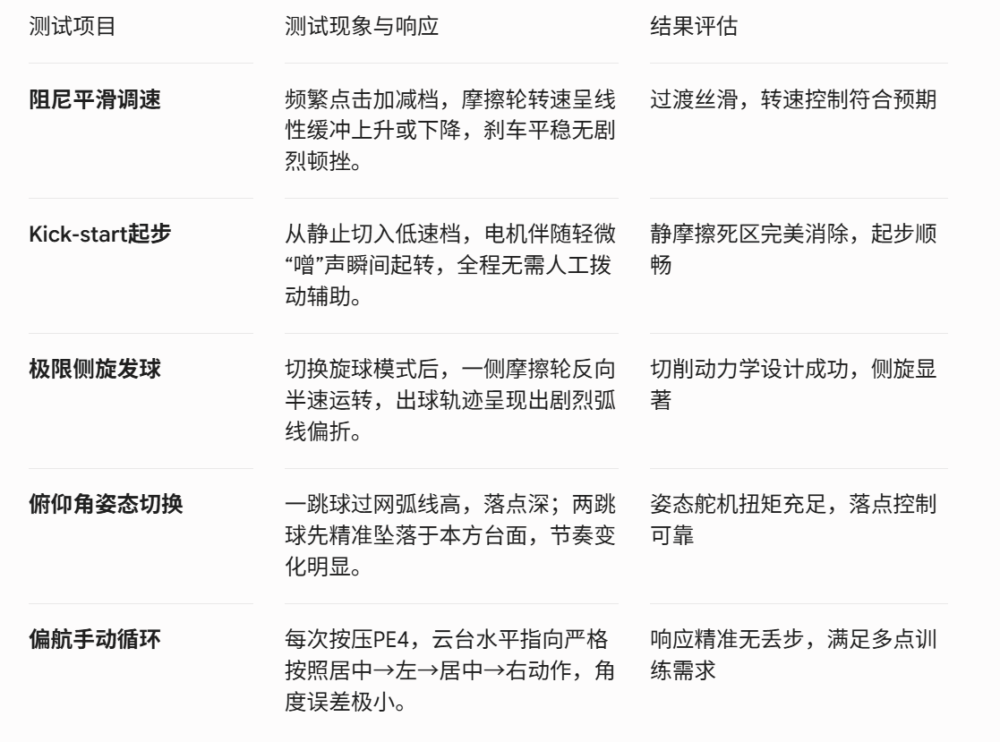 测试项目
测试现象与响应
结果评估
阻尼平滑调速
频繁点击加减档，摩擦轮转速呈线
性缓冲上升或下降，刹车平稳无剧
烈顿挫。
过渡丝滑，转速控制符合预期
Kick-start起步
从静止切入低速档，电机伴随轻微
“噌”声瞬间起转，全程无需人工拨
动辅助。
静摩擦死区完美消除，起步顺
畅
极限侧旋发球
切换旋球模式后，一侧摩擦轮反向
半速运转，出球轨迹呈现出剧烈弧
线偏折。
切削动力学设计成功，侧旋显
著
俯仰角姿态切换
一跳球过网弧线高，落点深；两跳
球先精准坠落于本方台面，节奏变
化明显。
姿态舵机扭矩充足，落点控制
可靠
偏航手动循环
每次按压PE4，云台水平指向严格
按照居中→左→居中→右动作，角
度误差极小。
响应精准无丢步，满足多点训
练需求